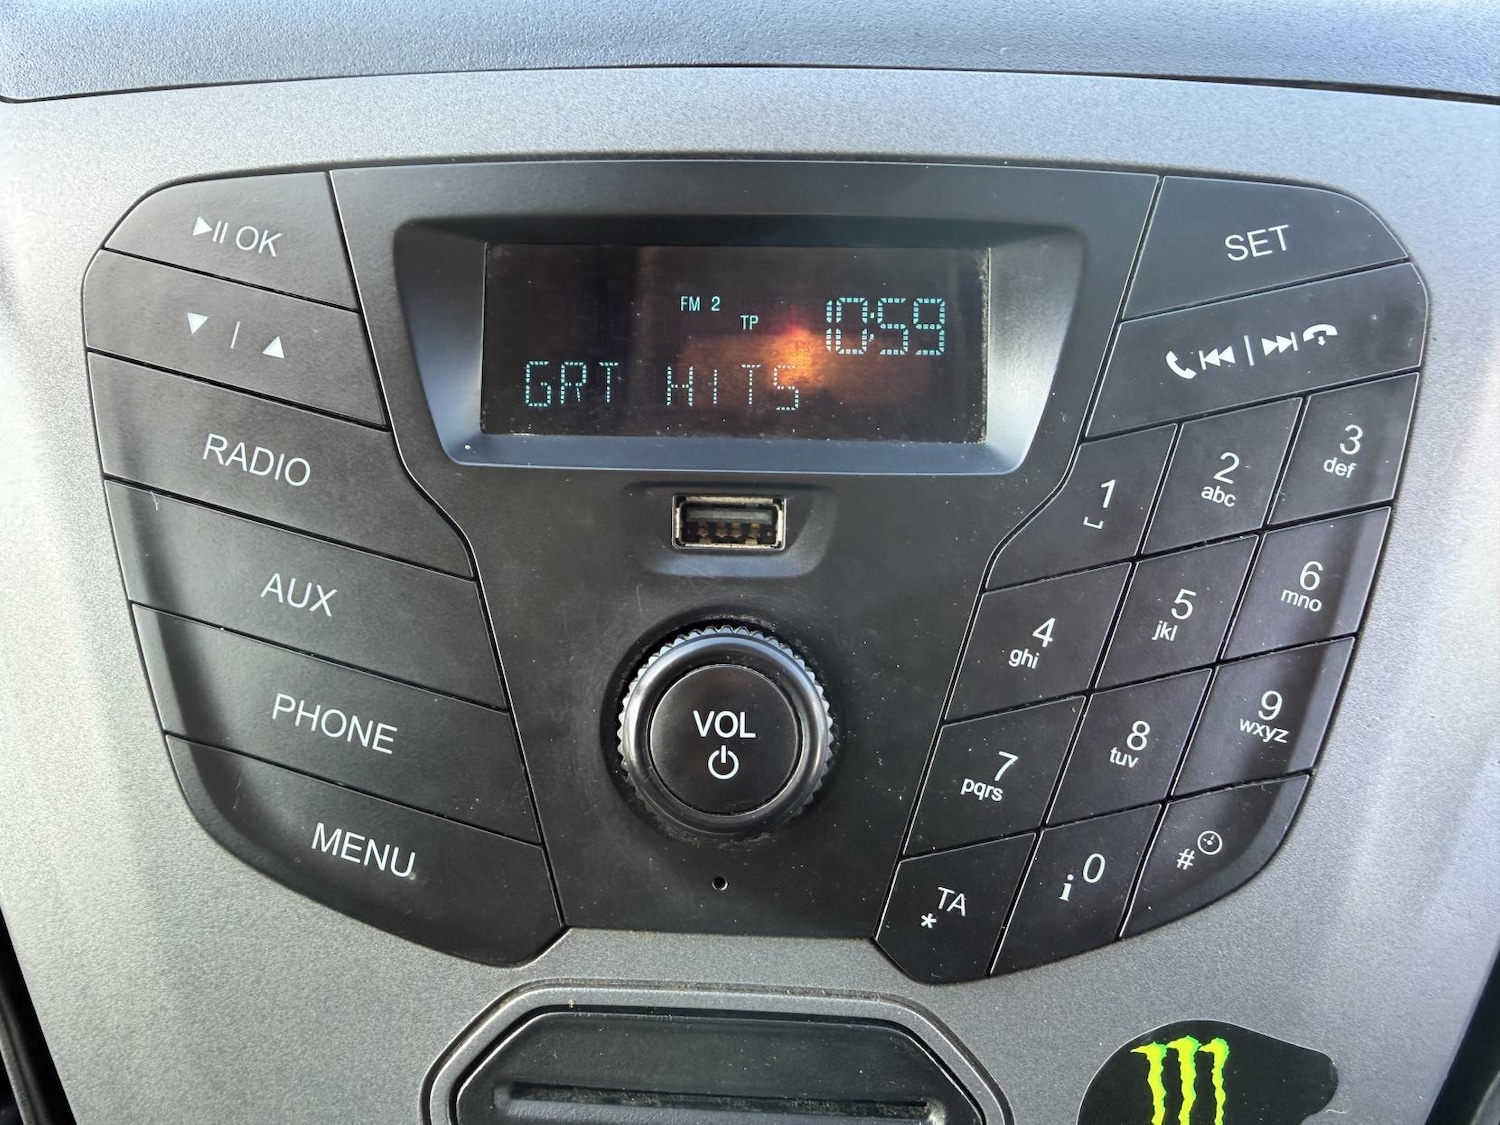 OK
SET
FM 2
TP
10:59
GRT HITS
RADIO
AUX
PHONE
MENU
VOL
1
2
abc
3
def
4
ghi
5
jkl
6
mno
7
pqrs
8
tuv
9
wxyz
TA
*
i 0
#